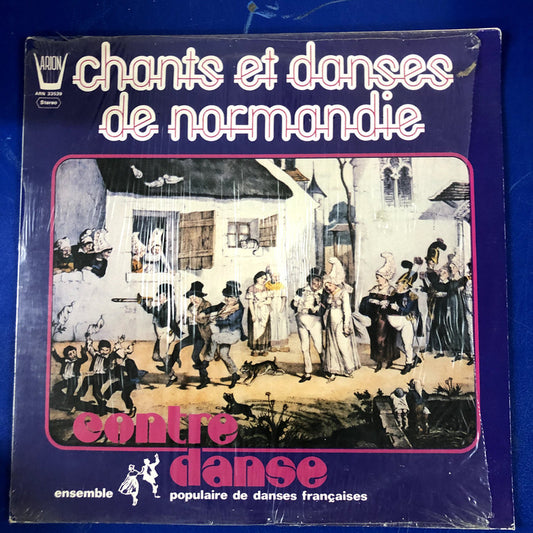 ARION
ARN 33539
Stereo
chants et danses
de normandie
contre
danse
ensemble populaire de danses françaises